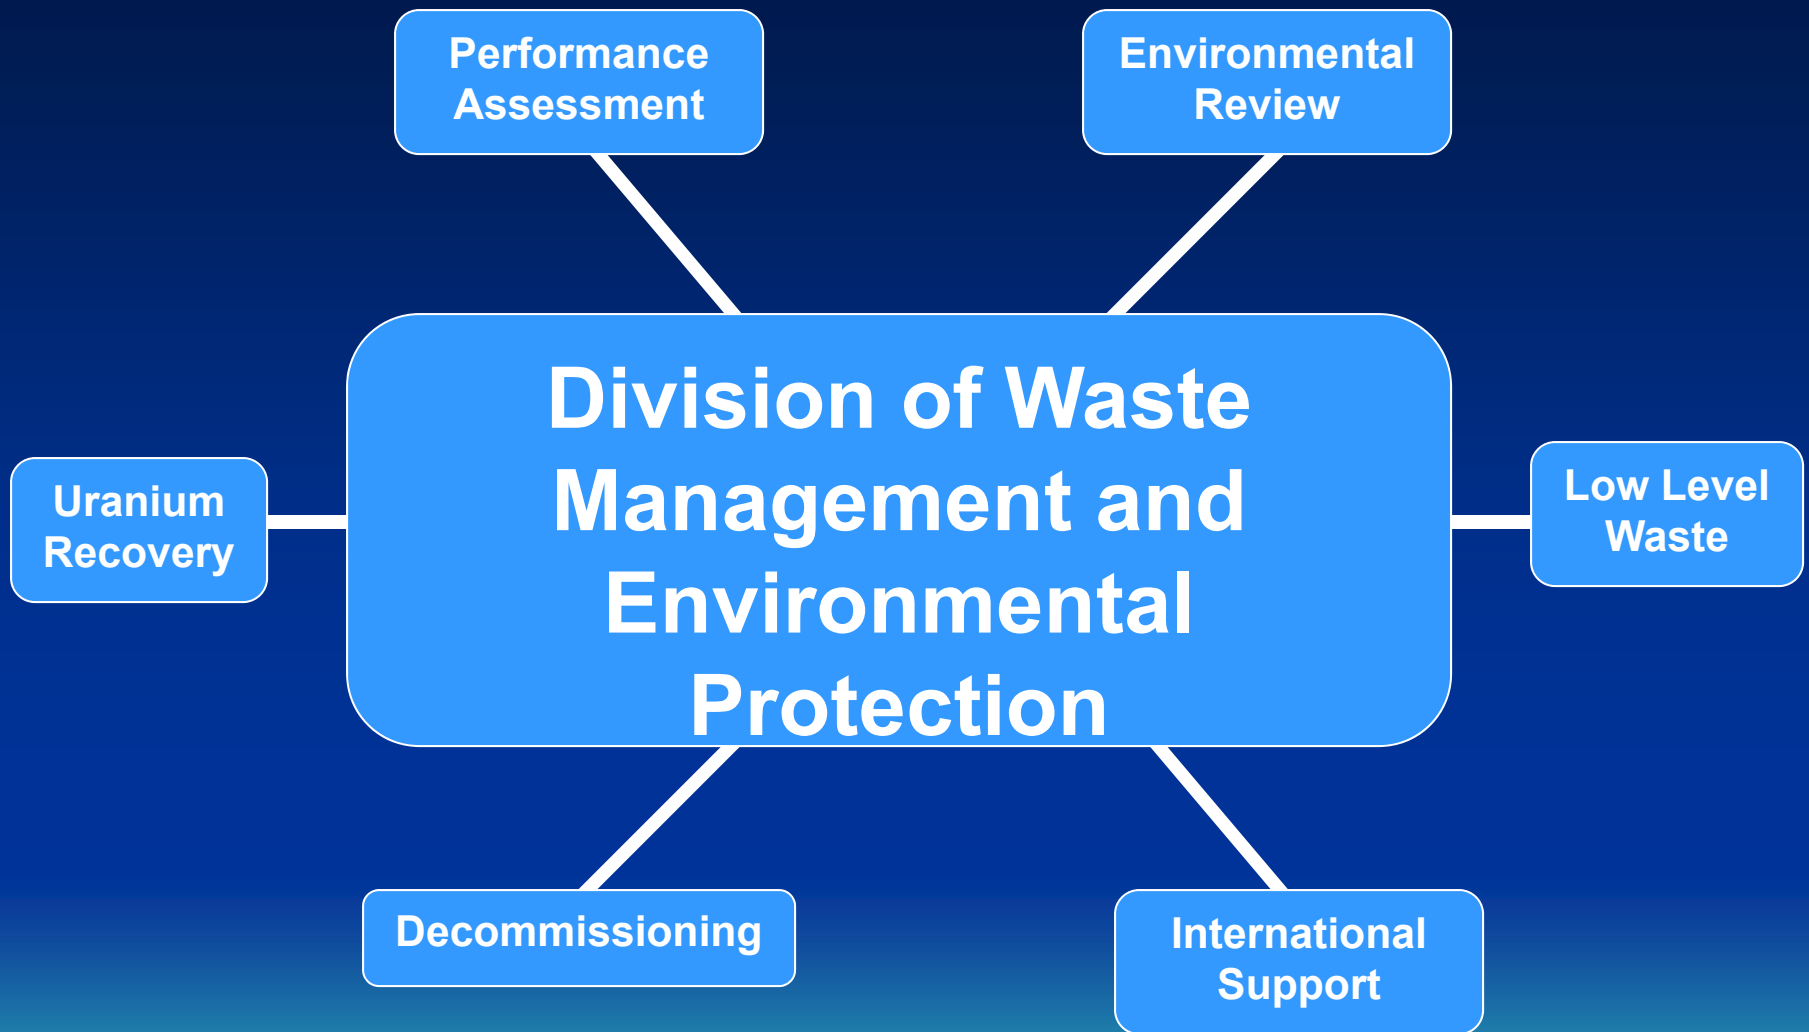 Performance
Assessment
Environmental
Review
Division of Waste
Management and
Environmental
Protection
Uranium
Recovery
Low Level
Waste
Decommissioning
International
Support